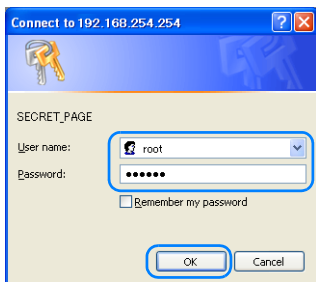 Connect to 192.168.254.254
SECRET_PAGE
User name: root
Password: ••••••
Remember my password
OK Cancel